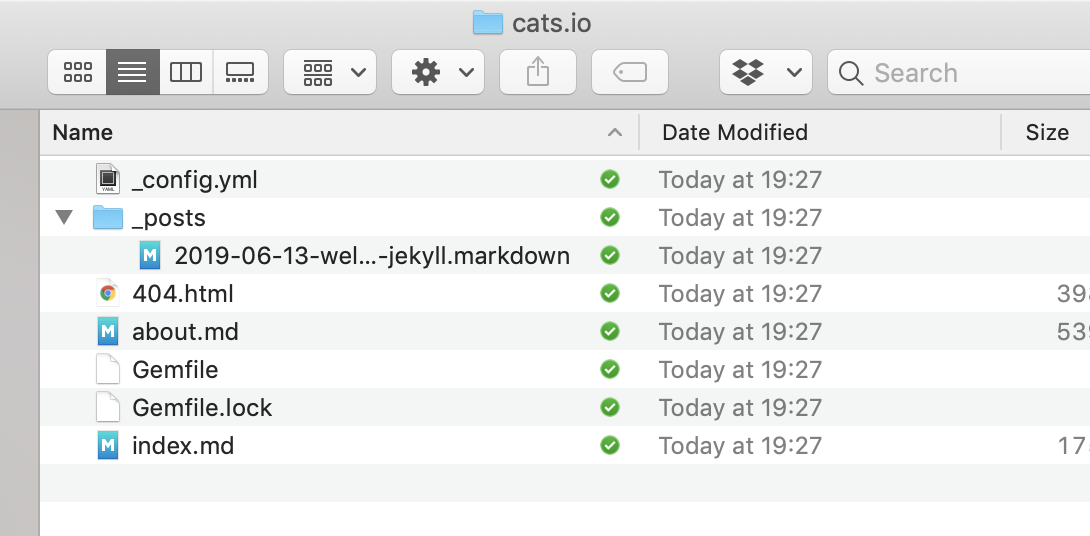 cats.io
Search
Name Date Modified Size
_config.yml Today at 19:27
_posts Today at 19:27
2019-06-13-wel...-jekyll.markdown Today at 19:27
404.html Today at 19:27 39
about.md Today at 19:27 53
Gemfile Today at 19:27
Gemfile.lock Today at 19:27
index.md Today at 19:27 17